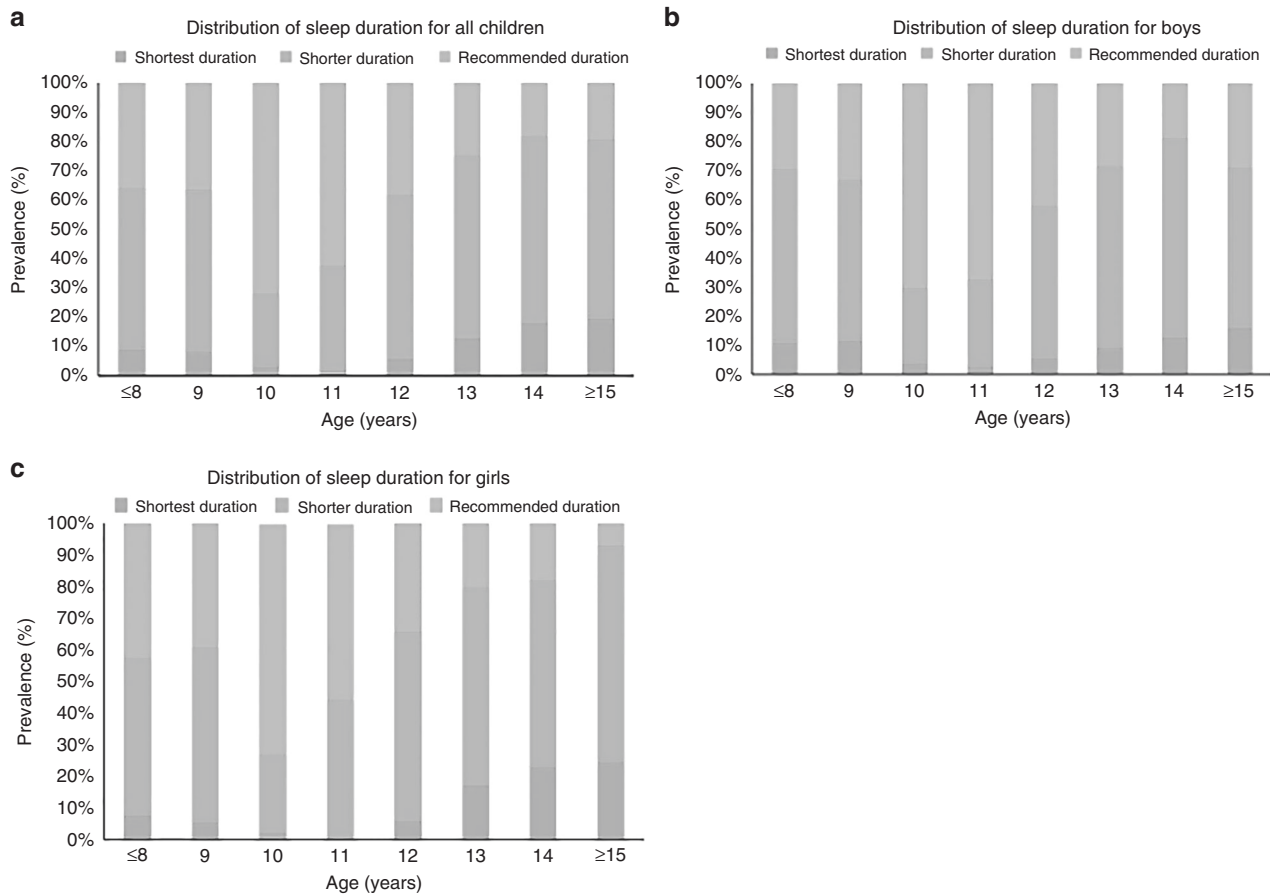 a
Distribution of sleep duration for all children
Shortest duration Shorter duration Recommended duration
100%
90%
80%
70%
60%
50%
40%
30%
20%
10%
0%
Prevalence (%)
≤8 9 10 11 12 13 14 ≥15
Age (years)
b
Distribution of sleep duration for boys
Shortest duration Shorter duration Recommended duration
100%
90%
80%
70%
60%
50%
40%
30%
20%
10%
0%
Prevalence (%)
≤8 9 10 11 12 13 14 ≥15
Age (years)
c
Distribution of sleep duration for girls
Shortest duration Shorter duration Recommended duration
100%
90%
80%
70%
60%
50%
40%
30%
20%
10%
0%
Prevalence (%)
≤8 9 10 11 12 13 14 ≥15
Age (years)